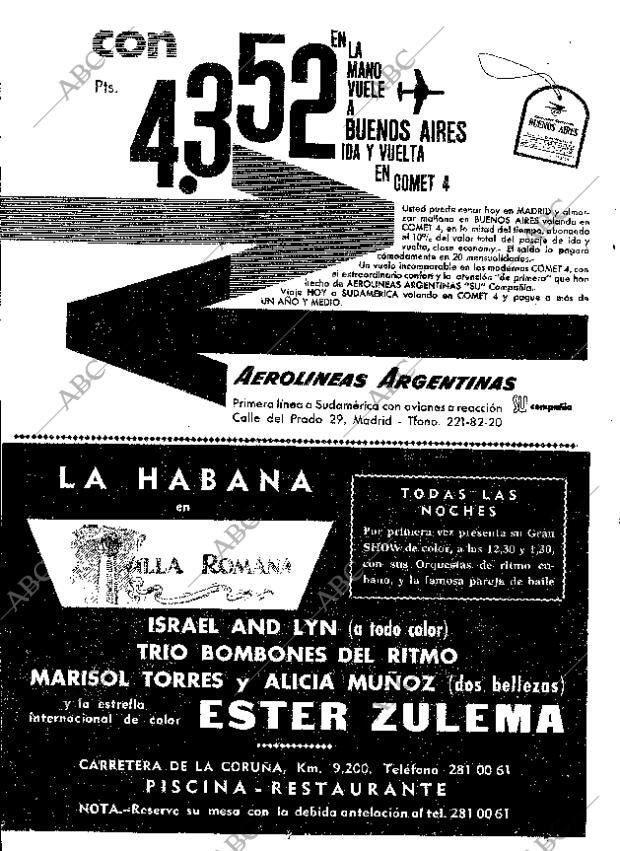 con
Pts.
4.352
EN
LA
MANO
VUELE
A
BUENOS AIRES
IDA Y VUELTA
EN
COMET 4
BUENOS AIRES
Usted puede cenar hoy en MADRID y almor-
zar mañana en BUENOS AIRES volando en
COMET 4, en la mitad del tiempo, abonando
el 10% del valor total del pasaje de ida y
vuelta, clase economy.- El saldo lo pagará
cómodamente en 20 mensualidades.-
Un vuelo incomparable en los modernos COMET 4, con
el extraordinario confort y la atención "de primera" que han
hecho de AEROLINEAS ARGENTINAS "SU" Compañía.-
Viaje HOY a SUDAMERICA volando en COMET 4 y pague a más de
UN AÑO Y MEDIO.
AEROLINEAS ARGENTINAS
Primera línea a Sudamérica con aviones a reacción
SU compañía
Calle del Prado 29, Madrid - Tfono. 221-82-20
LA HABANA
en
VILLA ROMANA
TODAS LAS
NOCHES
Por primera vez presenta su Gran
SHOW de color, a las 12,30 y 1,30,
con sus Orquestas de ritmo cu-
bano, y la famosa pareja de baile
ISRAEL AND LYN (a todo color)
TRIO BOMBONES DEL RITMO
MARISOL TORRES y ALICIA MUÑOZ (dos bellezas)
y la estrella
internacional de color
ESTER ZULEMA
CARRETERA DE LA CORUÑA, Km. 9,200. Teléfono 281 00 61
PISCINA-RESTAURANTE
NOTA.-Reserve su mesa con la debida antelación al tel. 281 00 61